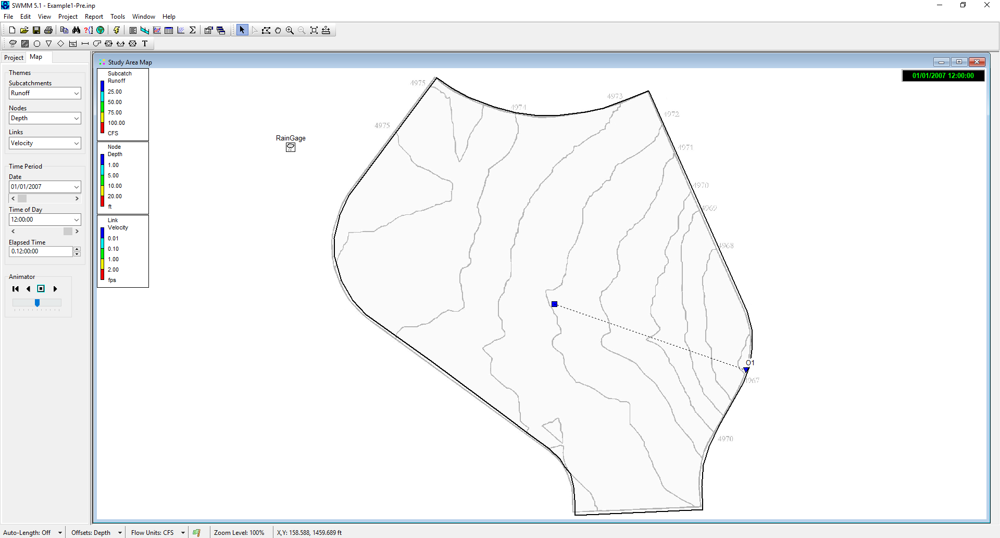 SWMM 5.1 - Example1-Pre.inp
File Edit View Project Report Tools Window Help
Project Map
Study Area Map
01/01/2007 12:00:00
Themes
Subcatchments
Runoff
Nodes
Depth
Links
Velocity
Time Period
Date
01/01/2007
Time of Day
12:00:00
Elapsed Time
0.12:00:00
Animator
Subcatch
Runoff
25.00
50.00
75.00
100.00
CFS
Node
Depth
1.00
5.00
10.00
20.00
ft
Link
Velocity
0.01
0.10
1.00
2.00
fps
RainGage
4975
4975
4974
4973
4972
4971
4970
4969
4968
O1
4967
4970
Auto-Length: Off Offsets: Depth Flow Units: CFS Zoom Level: 100% X,Y: 158.588, 1459.689 ft